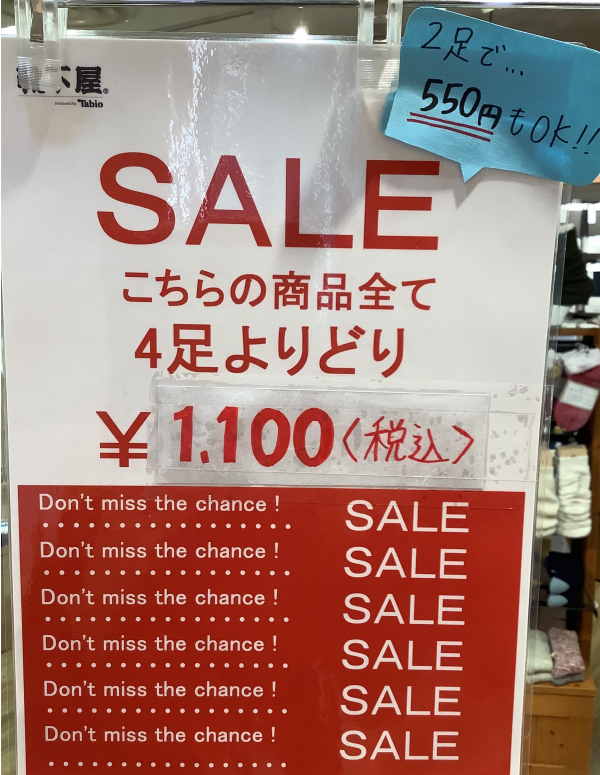 靴下屋®
produced by Tabio
2足で...
550円もOK!!
SALE
こちらの商品全て
4足よりどり
¥1.100〈税込〉
Don't miss the chance ! SALE
Don't miss the chance ! SALE
Don't miss the chance ! SALE
Don't miss the chance ! SALE
Don't miss the chance ! SALE
Don't miss the chance ! SALE